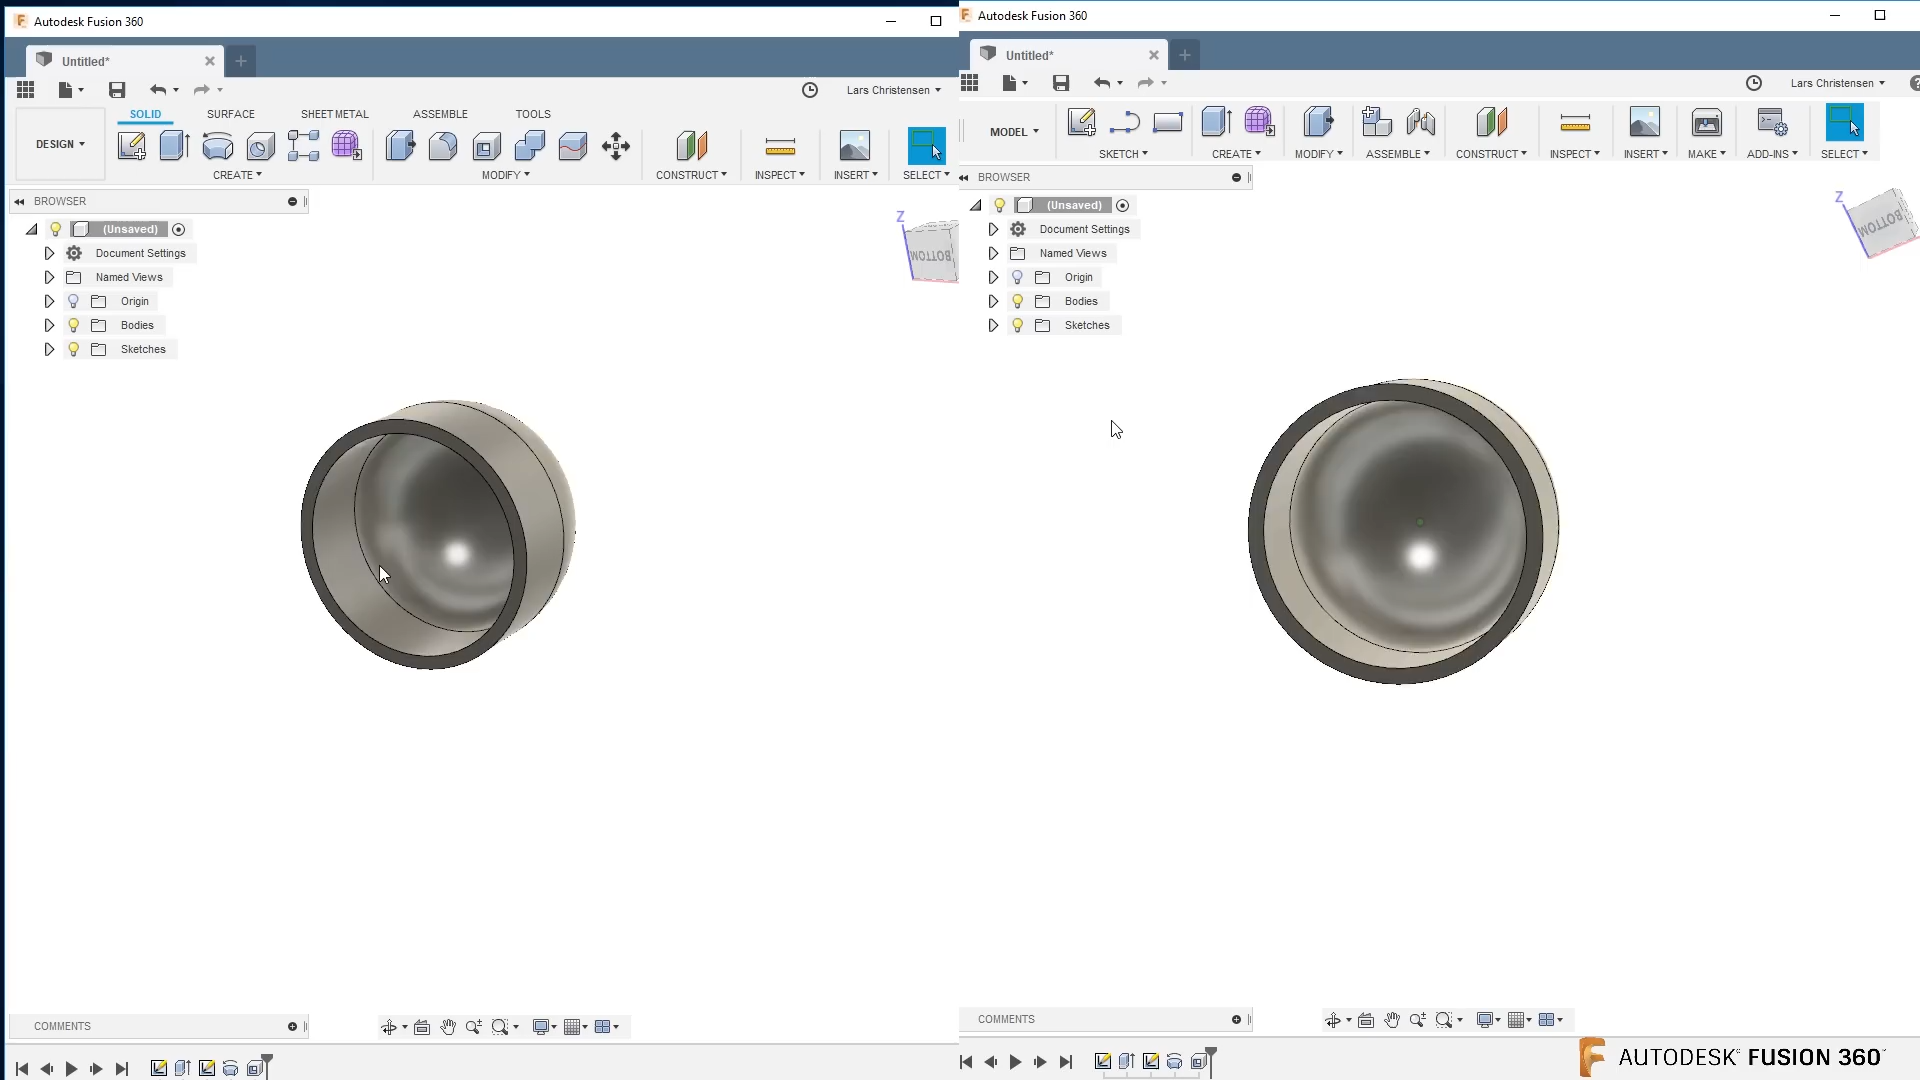 Autodesk Fusion 360
Untitled*
Lars Christensen
DESIGN
SOLID
SURFACE
SHEET METAL
ASSEMBLE
TOOLS
CREATE
MODIFY
CONSTRUCT
INSPECT
INSERT
SELECT
BROWSER
(Unsaved)
Document Settings
Named Views
Origin
Bodies
Sketches
Z
BOTTOM
COMMENTS
Autodesk Fusion 360
Untitled*
Lars Christensen
MODEL
SKETCH
CREATE
MODIFY
ASSEMBLE
CONSTRUCT
INSPECT
INSERT
MAKE
ADD-INS
SELECT
BROWSER
(Unsaved)
Document Settings
Named Views
Origin
Bodies
Sketches
Z
BOTTOM
COMMENTS
AUTODESK® FUSION 360™